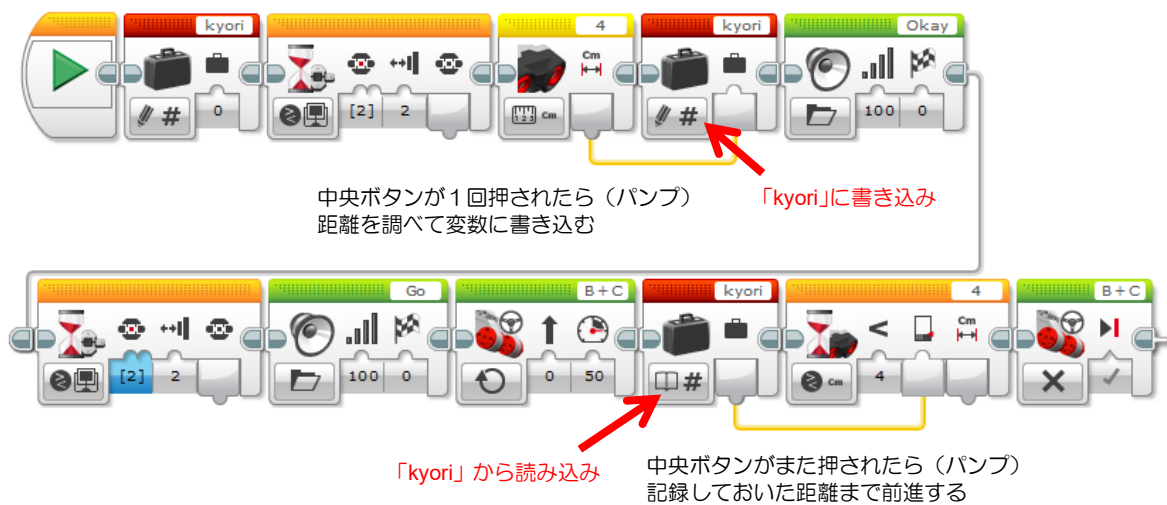 kyori 4 kyori Okay
Cm
# 0 [2] 2 123 cm # 100 0
中央ボタンが１回押されたら（パンプ）
距離を調べて変数に書き込む
「kyori」に書き込み
Go B+C kyori 4 B+C
Cm
[2] 2 100 0 0 50 # Cm 4
「kyori」から読み込み
中央ボタンがまた押されたら（パンプ）
記録しておいた距離まで前進する